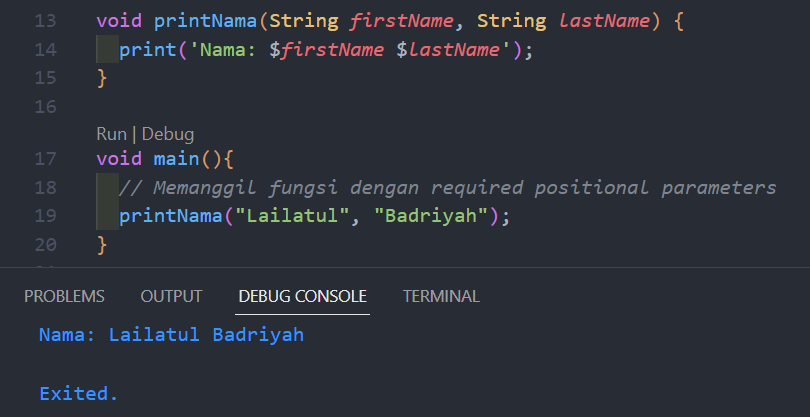 13 void printNama(String firstName, String lastName) {
14   print('Nama: $firstName $lastName');
15 }
16
Run | Debug
17 void main(){
18   // Memanggil fungsi dengan required positional parameters
19   printNama("Lailatul", "Badriyah");
20 }
PROBLEMS OUTPUT DEBUG CONSOLE TERMINAL
Nama: Lailatul Badriyah
Exited.